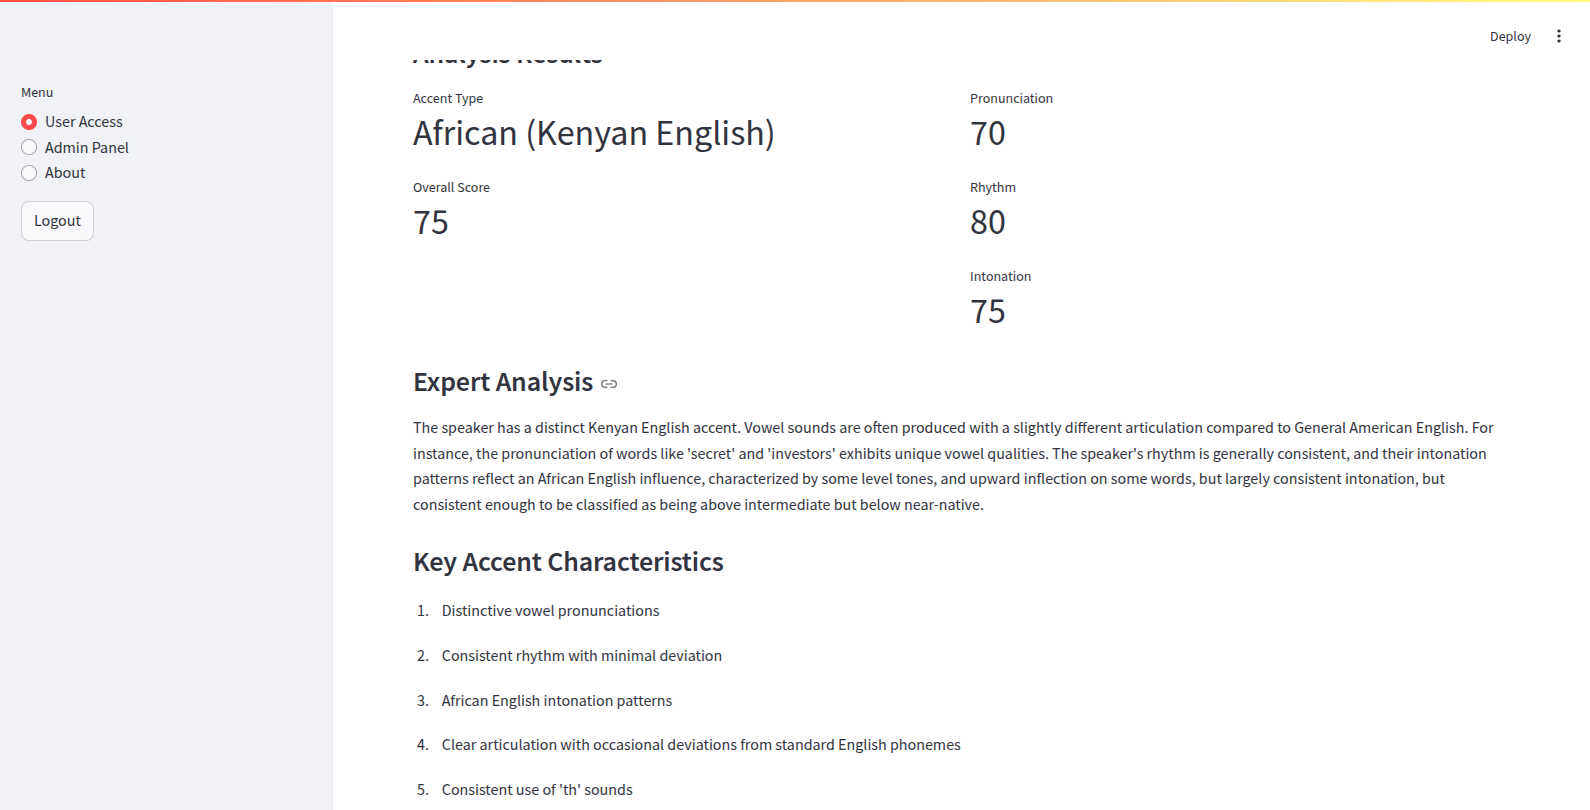 Deploy
Menu
User Access
Admin Panel
About
Logout
Analysis Results
Accent Type
African (Kenyan English)
Overall Score
75
Pronunciation
70
Rhythm
80
Intonation
75
Expert Analysis
The speaker has a distinct Kenyan English accent. Vowel sounds are often produced with a slightly different articulation compared to General American English. For
instance, the pronunciation of words like 'secret' and 'investors' exhibits unique vowel qualities. The speaker's rhythm is generally consistent, and their intonation
patterns reflect an African English influence, characterized by some level tones, and upward inflection on some words, but largely consistent intonation, but
consistent enough to be classified as being above intermediate but below near-native.
Key Accent Characteristics
1. Distinctive vowel pronunciations
2. Consistent rhythm with minimal deviation
3. African English intonation patterns
4. Clear articulation with occasional deviations from standard English phonemes
5. Consistent use of 'th' sounds